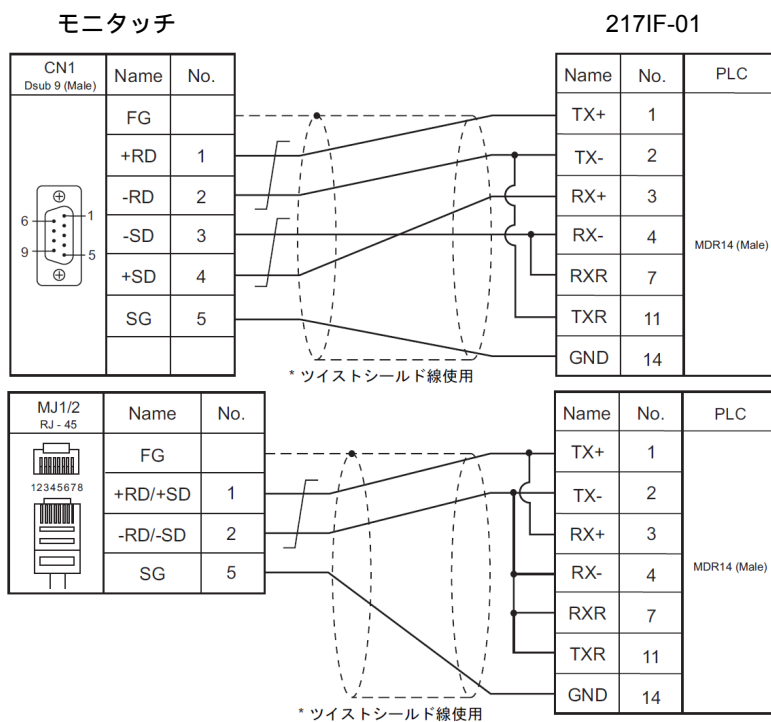 モニタッチ 217IF-01
CN1
Dsub 9 (Male)
Name No. Name No. PLC
FG TX+ 1
+RD 1 TX- 2
-RD 2 RX+ 3
6 1
9 5
-SD 3 RX- 4
MDR14 (Male)
+SD 4 RXR 7
SG 5 TXR 11
GND 14
* ツイストシールド線使用
MJ1/2
RJ - 45
Name No. Name No. PLC
FG TX+ 1
12345678
+RD/+SD 1 TX- 2
-RD/-SD 2 RX+ 3
SG 5 RX- 4
MDR14 (Male)
RXR 7
TXR 11
GND 14
* ツイストシールド線使用